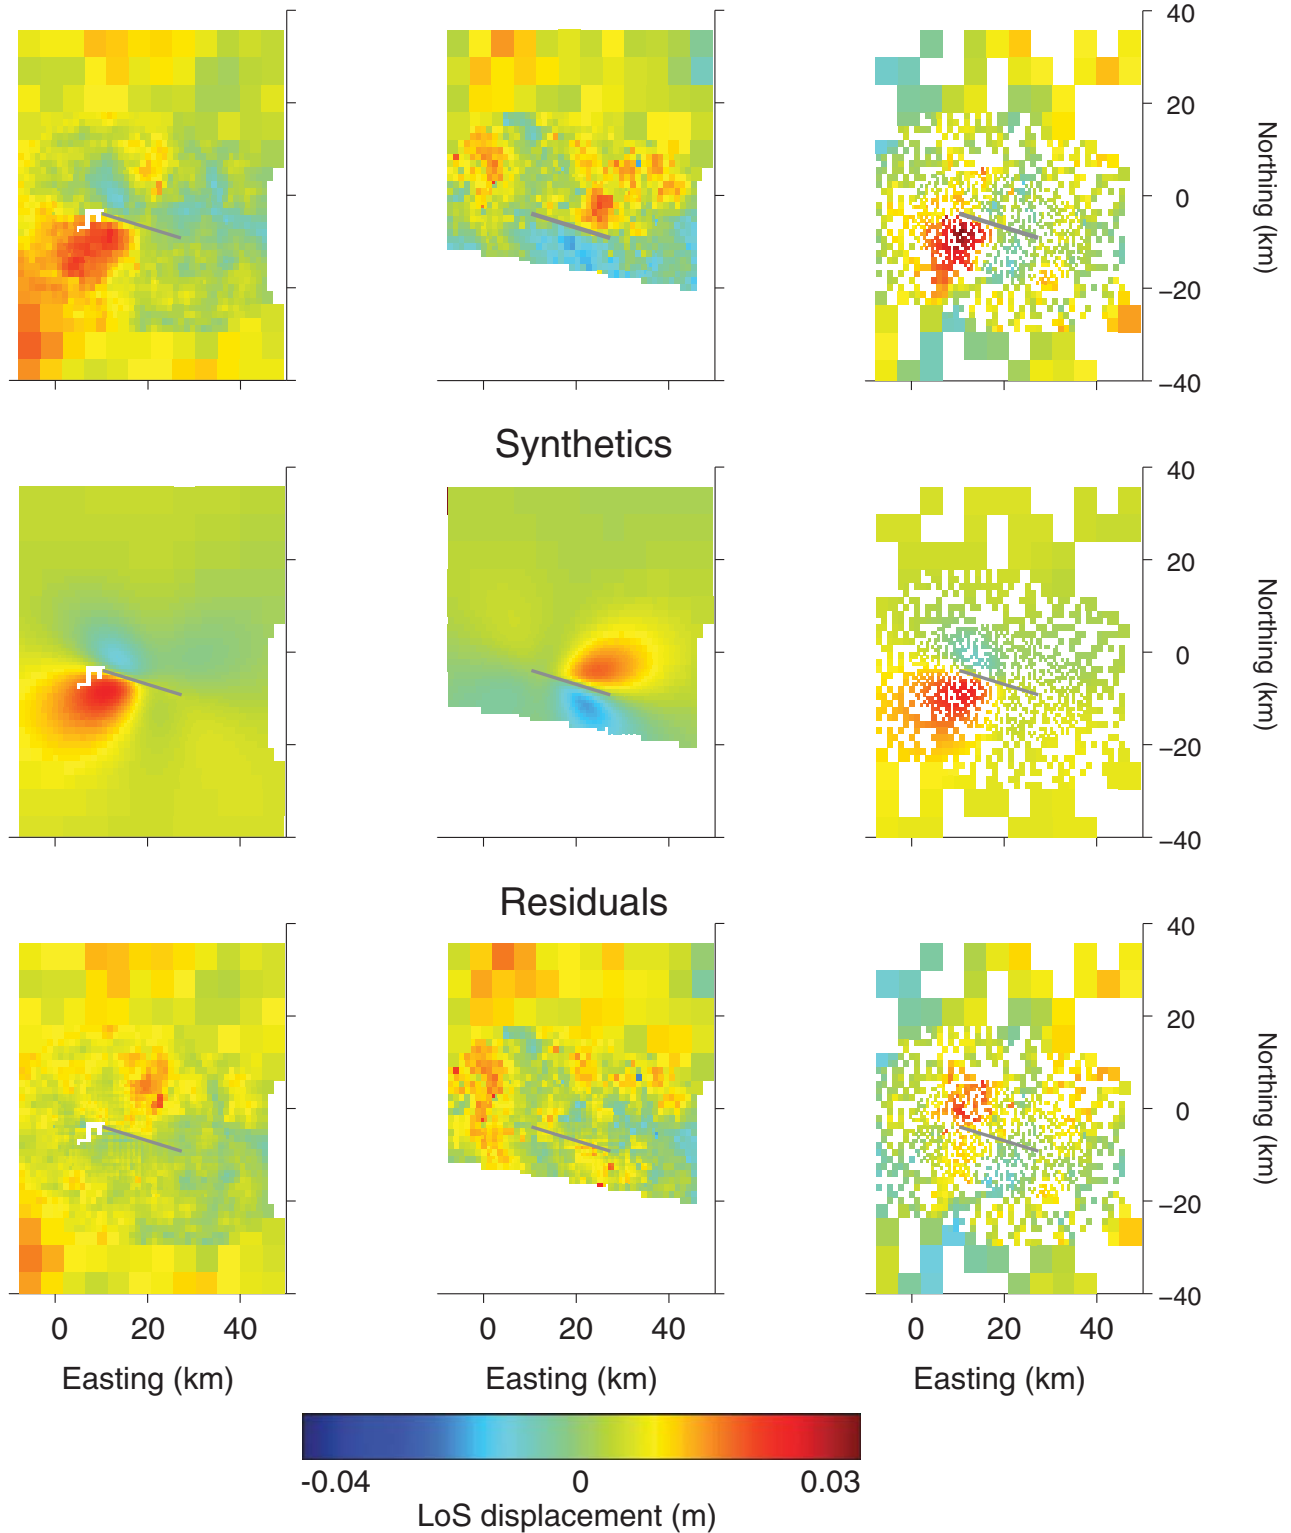 40
20
0
−20
−40
Northing (km)
Synthetics
40
20
0
−20
−40
Northing (km)
Residuals
40
20
0
−20
−40
Northing (km)
0 20 40 0 20 40 0 20 40
Easting (km) Easting (km) Easting (km)
-0.04 0 0.03
LoS displacement (m)